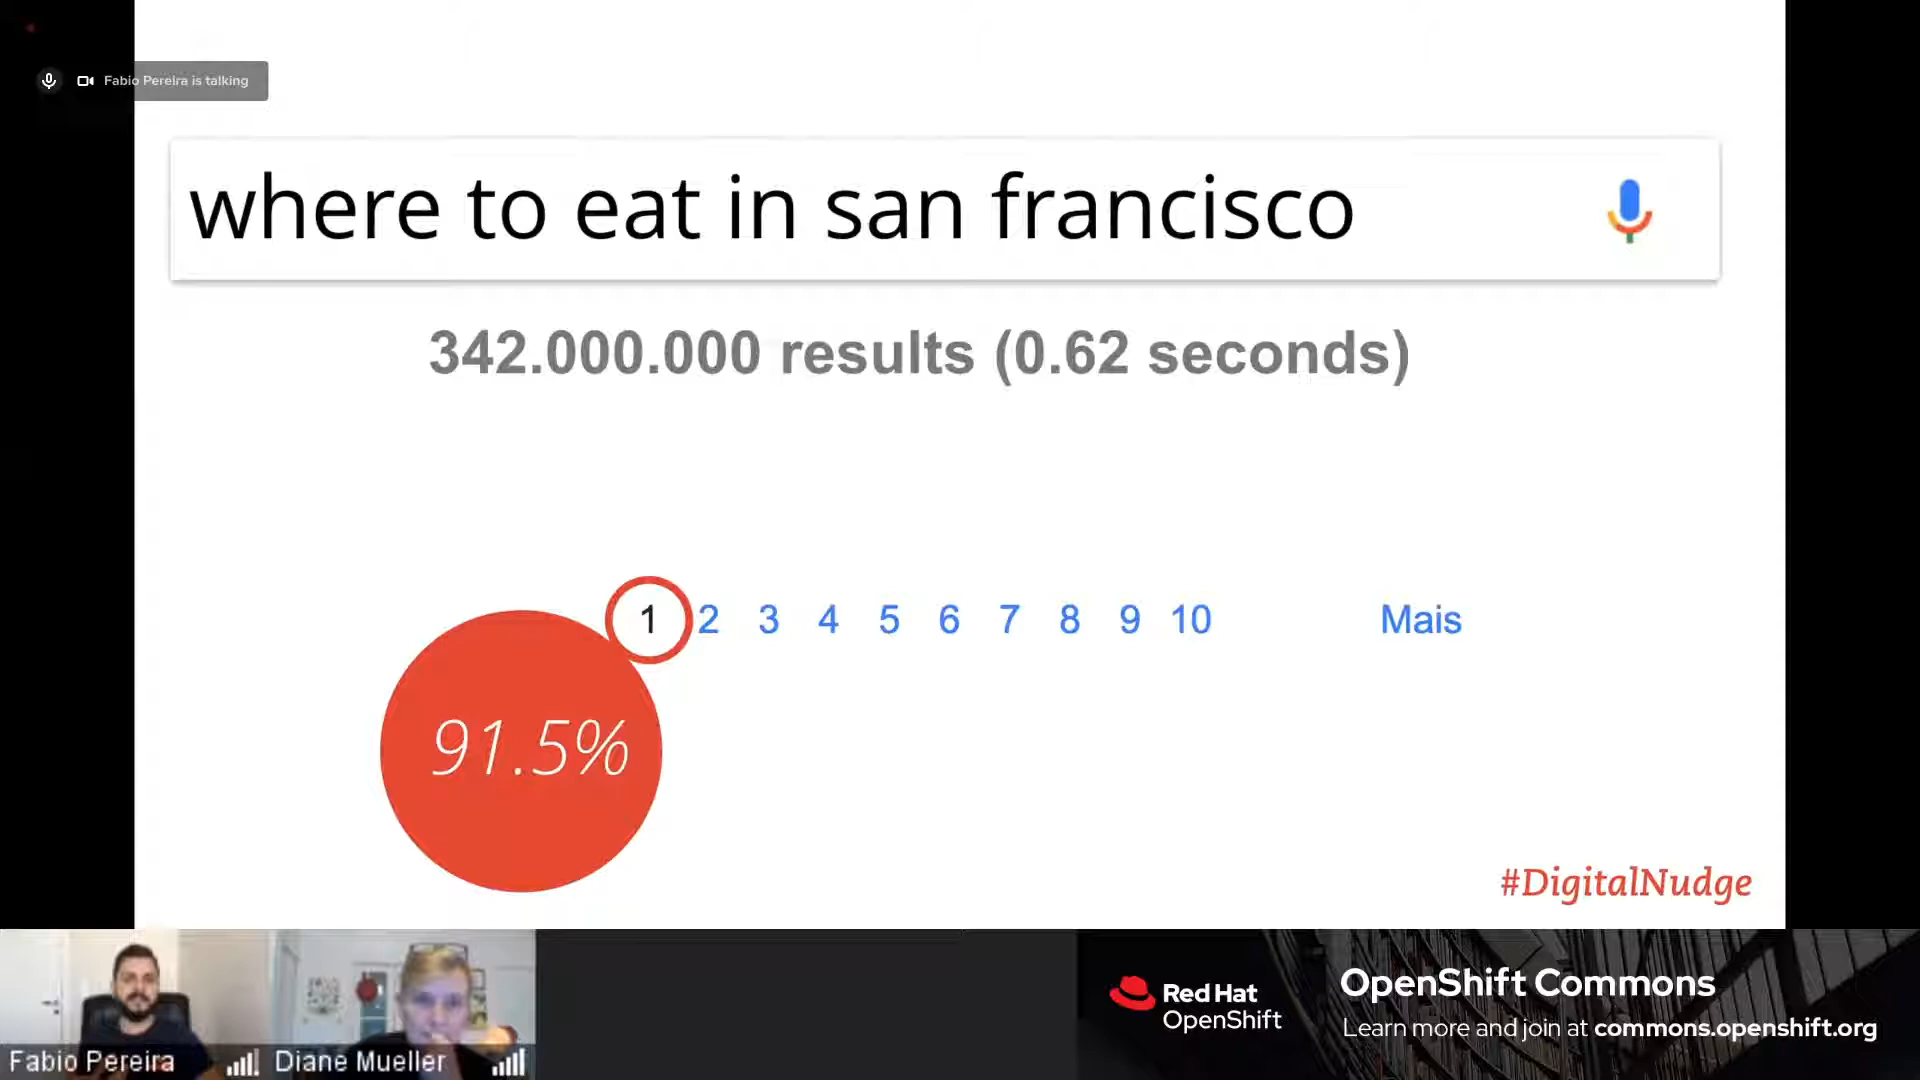 Fabio Pereira is talking
where to eat in san francisco
342.000.000 results (0.62 seconds)
1 2 3 4 5 6 7 8 9 10 Mais
91.5%
#DigitalNudge
Fabio Pereira
Diane Mueller
Red Hat
OpenShift
OpenShift Commons
Learn more and join at commons.openshift.org